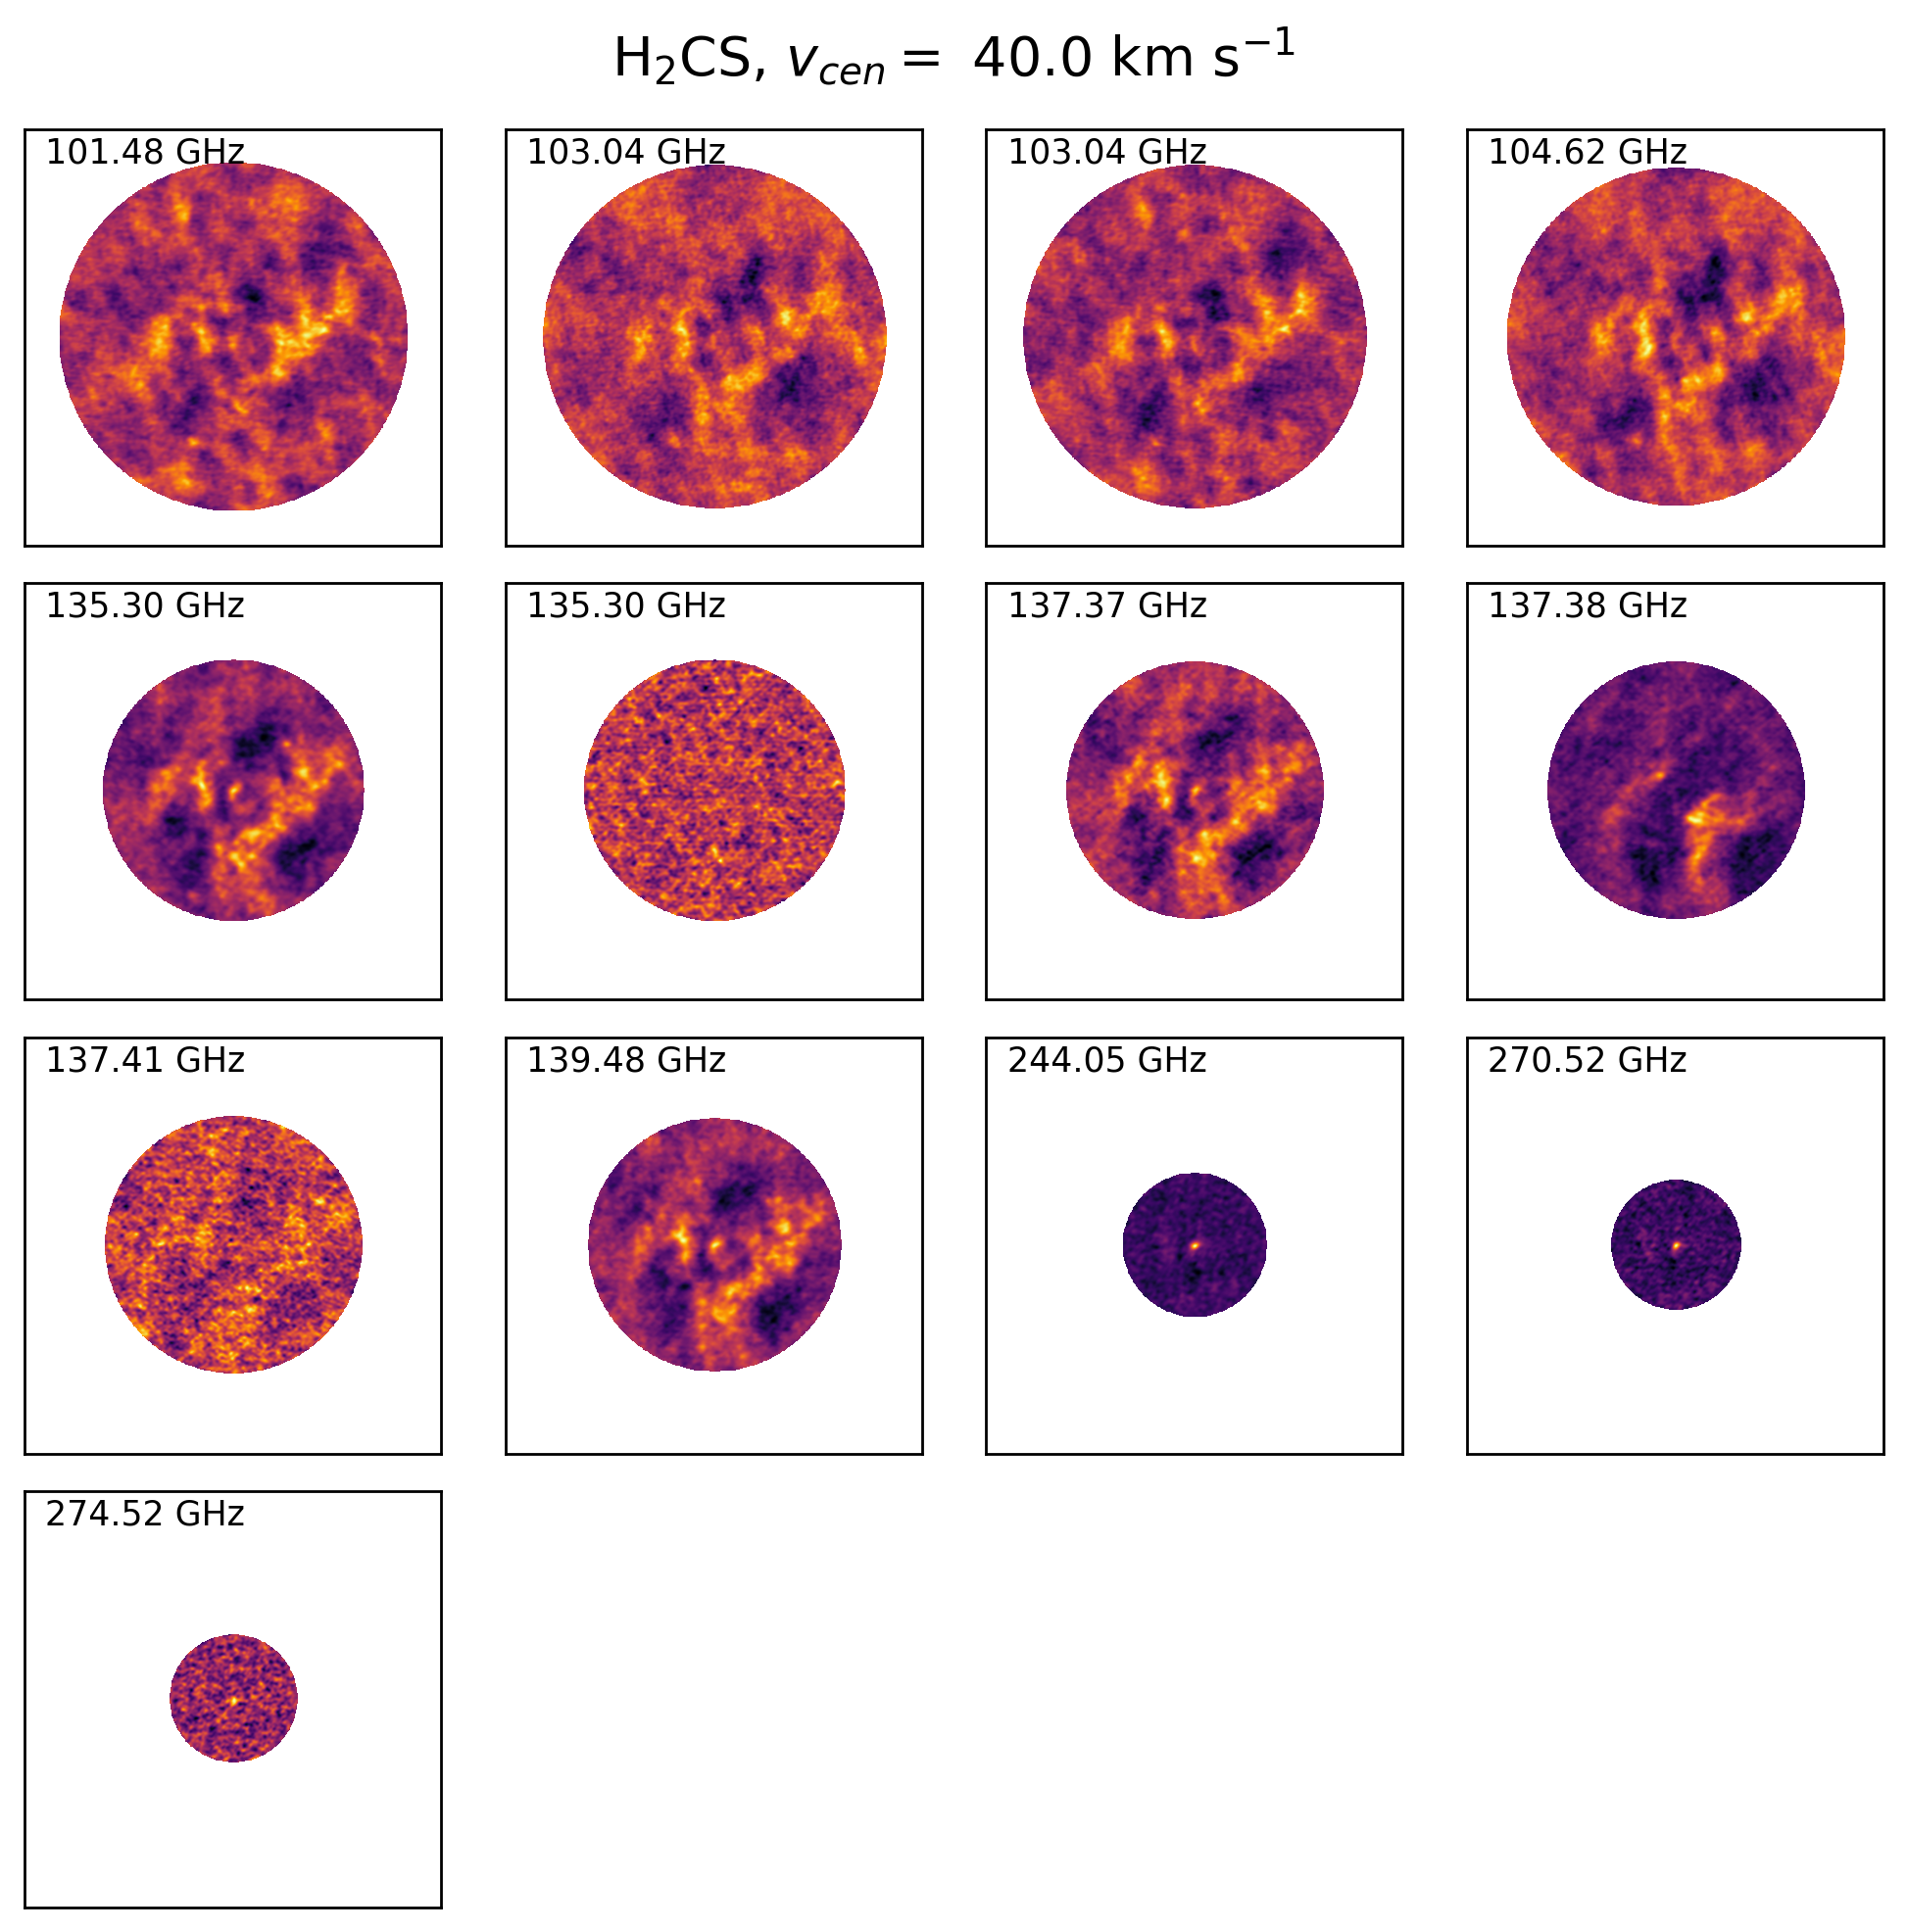 H₂CS, v_cen = 40.0 km s⁻¹
101.48 GHz
103.04 GHz
103.04 GHz
104.62 GHz
135.30 GHz
135.30 GHz
137.37 GHz
137.38 GHz
137.41 GHz
139.48 GHz
244.05 GHz
270.52 GHz
274.52 GHz